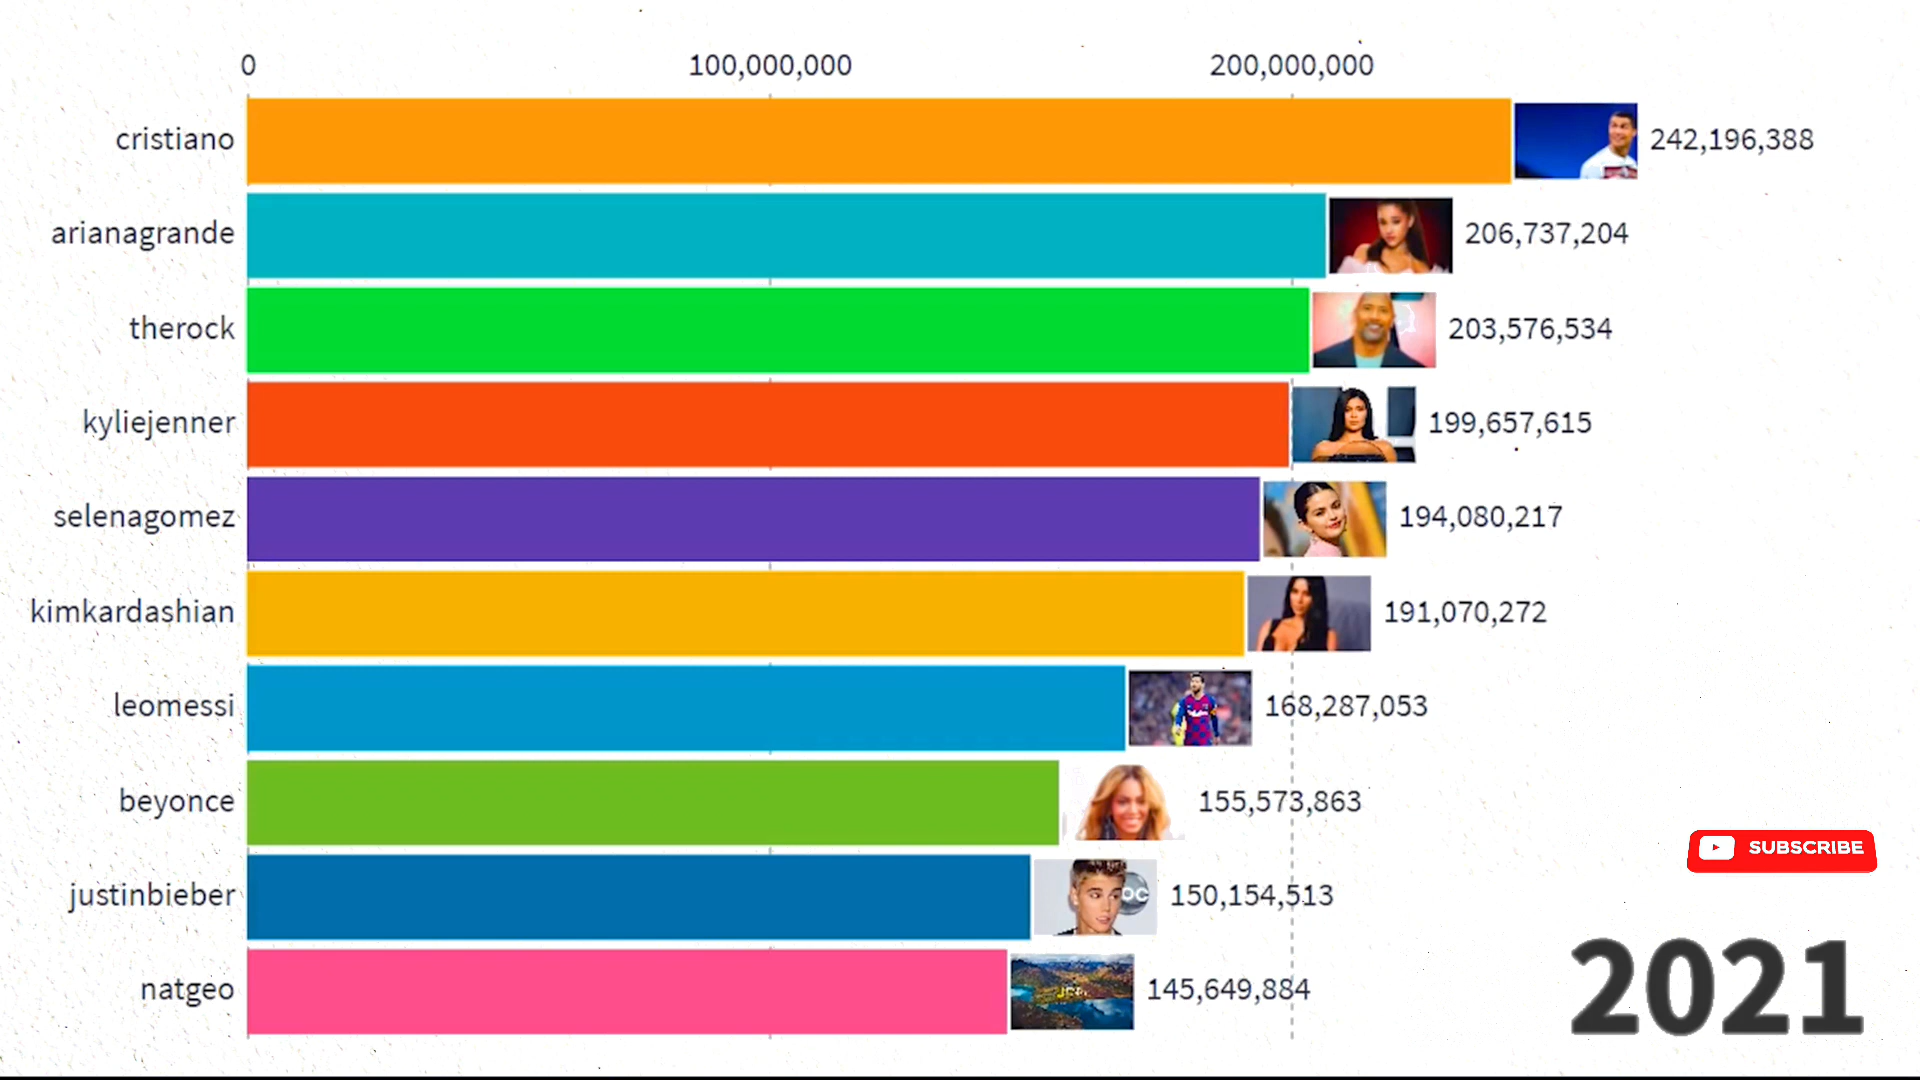 0 100,000,000 200,000,000
cristiano 242,196,388
arianagrande 206,737,204
therock 203,576,534
kyliejenner 199,657,615
selenagomez 194,080,217
kimkardashian 191,070,272
leomessi 168,287,053
beyonce 155,573,863
justinbieber 150,154,513
natgeo 145,649,884
SUBSCRIBE
2021